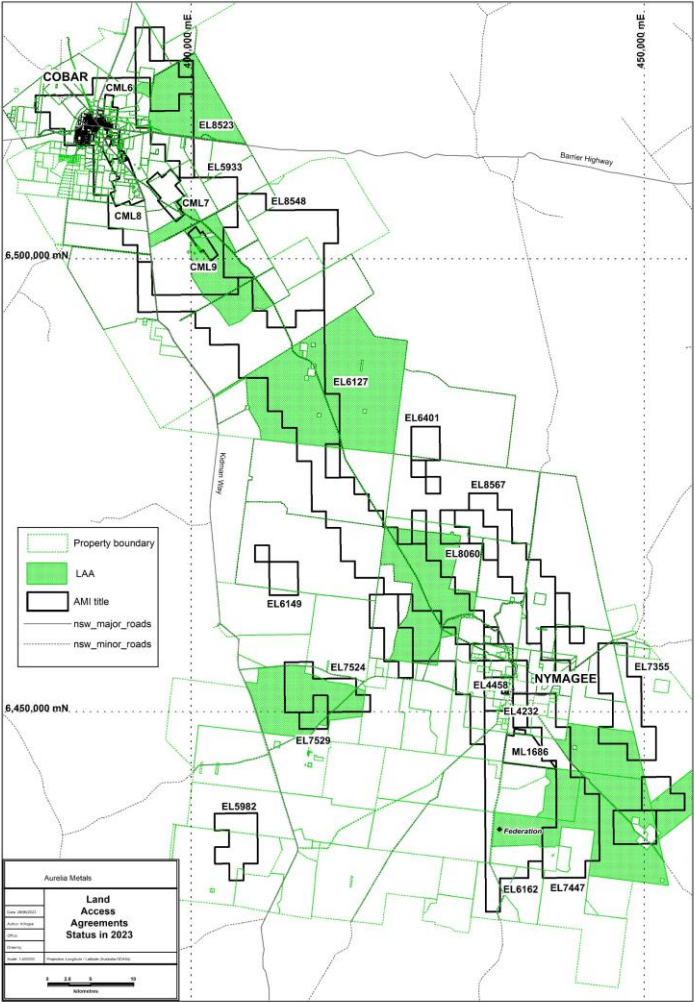 400,000 mE
450,000 mE
COBAR
CML6
EL8523
Barrier Highway
EL5933
CML7
EL8548
CML8
6,500,000 mN
CML9
EL6127
EL6401
Kidman Way
EL8567
Property boundary
LAA
AMI title
nsw_major_roads
nsw_minor_roads
EL8060
EL6149
EL7524
EL7355
NYMAGEE
EL4458
6,450,000 mN
EL4232
EL7529
ML1686
EL5982
Federation
EL6162
EL7447
Aurelia Metals
Land
Access
Agreements
Status in 2023
0 2.5 5 10
kilometres